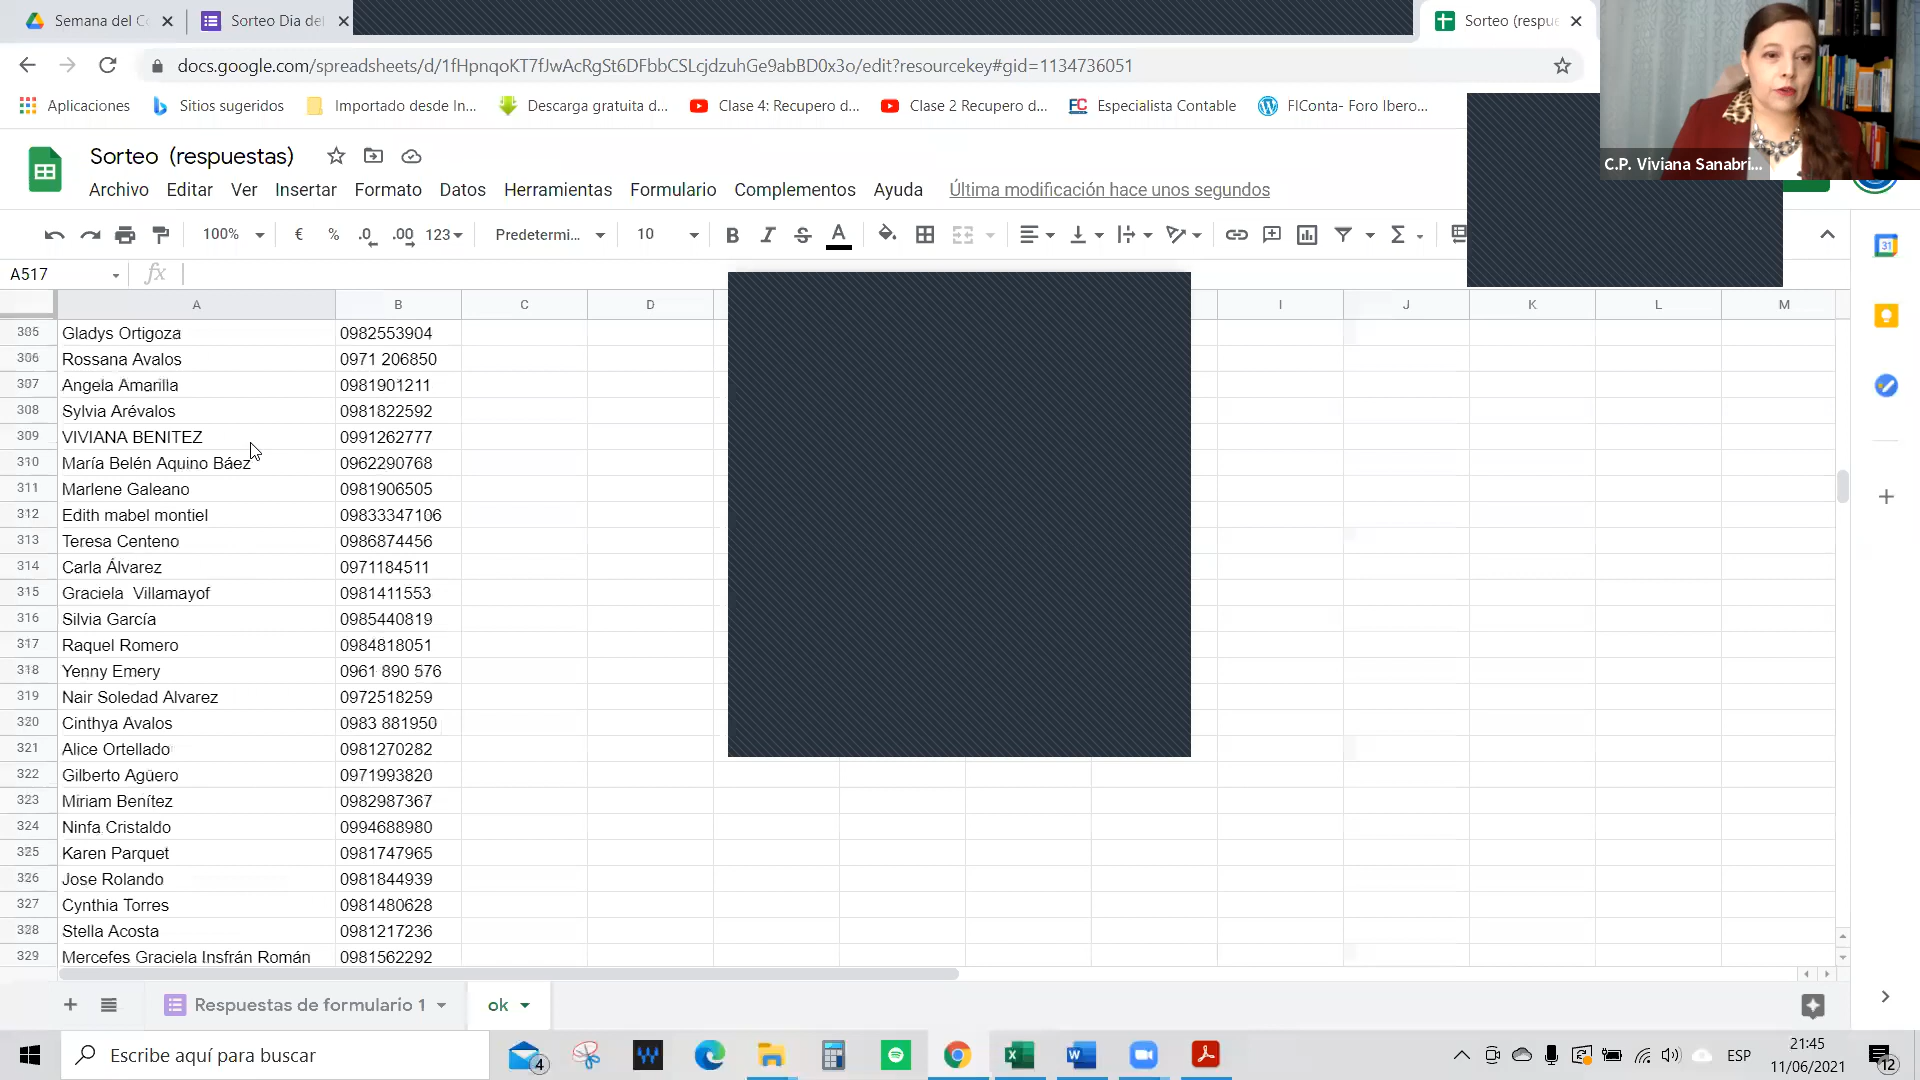 Semana del C
Sorteo Dia del
Sorteo (respue
docs.google.com/spreadsheets/d/1fHpnqoKT7fJwAcRgSt6DFbbCSLcjdzuhGe9abBD0x3o/edit?resourcekey#gid=1134736051
Aplicaciones
Sitios sugeridos
Importado desde In...
Descarga gratuita d...
Clase 4: Recupero d...
Clase 2 Recupero d...
Especialista Contable
FIConta- Foro Ibero...
C.P. Viviana Sanabri...
Sorteo (respuestas)
Archivo Editar Ver Insertar Formato Datos Herramientas Formulario Complementos Ayuda Última modificación hace unos segundos
100% € % .0 .00 123 Predetermi... 10 B I S A
A517 fx
A B C D I J K L M
305 Gladys Ortigoza 0982553904
306 Rossana Avalos 0971 206850
307 Angela Amarilla 0981901211
308 Sylvia Arévalos 0981822592
309 VIVIANA BENITEZ 0991262777
310 María Belén Aquino Báez 0962290768
311 Marlene Galeano 0981906505
312 Edith mabel montiel 09833347106
313 Teresa Centeno 0986874456
314 Carla Álvarez 0971184511
315 Graciela Villamayof 0981411553
316 Silvia García 0985440819
317 Raquel Romero 0984818051
318 Yenny Emery 0961 890 576
319 Nair Soledad Alvarez 0972518259
320 Cinthya Avalos 0983 881950
321 Alice Ortellado 0981270282
322 Gilberto Agüero 0971993820
323 Miriam Benítez 0982987367
324 Ninfa Cristaldo 0994688980
325 Karen Parquet 0981747965
326 Jose Rolando 0981844939
327 Cynthia Torres 0981480628
328 Stella Acosta 0981217236
329 Mercefes Graciela Insfrán Román 0981562292
Respuestas de formulario 1
ok
Escribe aquí para buscar
4
ESP
21:45
11/06/2021
12
31